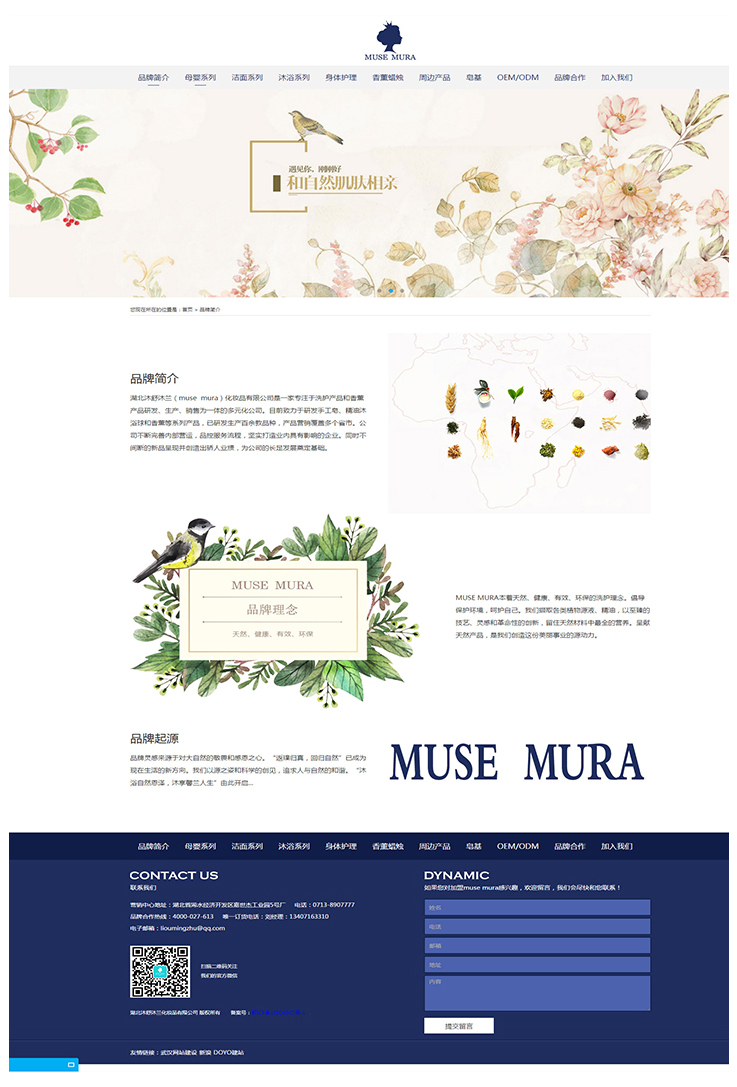 MUSE MURA
品牌简介 母婴系列 洁面系列 沐浴系列 身体护理 香薰蜡烛 周边产品 皂基 OEM/ODM 品牌合作 加入我们
遇见你、刚刚好
和自然肌肤相亲
您现在所在的位置是：首页 > 品牌简介
品牌简介
湖北沐舒沐兰（muse mura）化妆品有限公司是一家专注于洗护产品和香薰
产品研发、生产、销售为一体的多元化公司。目前致力于研发手工皂、精油沐
浴球和香薰等系列产品，已研发生产百余款品种，产品营销覆盖多个省市。公
司不断完善内部营运，品控服务流程，坚实打造业内具有影响的企业。同时不
间断的新品呈现并创造出骄人业绩，为公司的长足发展奠定基础。
MUSE MURA
品牌理念
天然、健康、有效、环保
MUSE MURA本着天然、健康、有效、环保的洗护理念。倡导
保护环境，呵护自己。我们撷取各类植物源液、精油，以至臻的
技艺、灵感和革命性的创新，留住天然材料中最全的营养。呈献
天然产品，是我们创造这份美丽事业的源动力。
品牌起源
品牌灵感来源于对大自然的敬畏和感恩之心。“返璞归真，回归自然”已成为
现在生活的新方向。我们以源之姿和科学的创见，追求人与自然的和谐。“沐
浴自然恩泽，沐享馨兰人生”由此开启...
MUSE MURA
品牌简介 母婴系列 洁面系列 沐浴系列 身体护理 香薰蜡烛 周边产品 皂基 OEM/ODM 品牌合作 加入我们
CONTACT US
联系我们
营销中心地址：湖北省浠水经济开发区嘉世杰工业园5号厂 电话：0713-8907777
品牌合作热线：4000-027-613 唯一订货电话：刘经理：13407163310
电子邮箱：lioumingzhu@qq.com
扫描二维码关注
我们的官方微信
湖北沐舒沐兰化妆品有限公司 版权所有 备案号：
DYNAMIC
如果您对加盟muse mura感兴趣，欢迎留言，我们会尽快和您联系！
姓名
电话
邮箱
地址
内容
提交留言
友情链接：武汉网站建设 新浪 DOYO建站